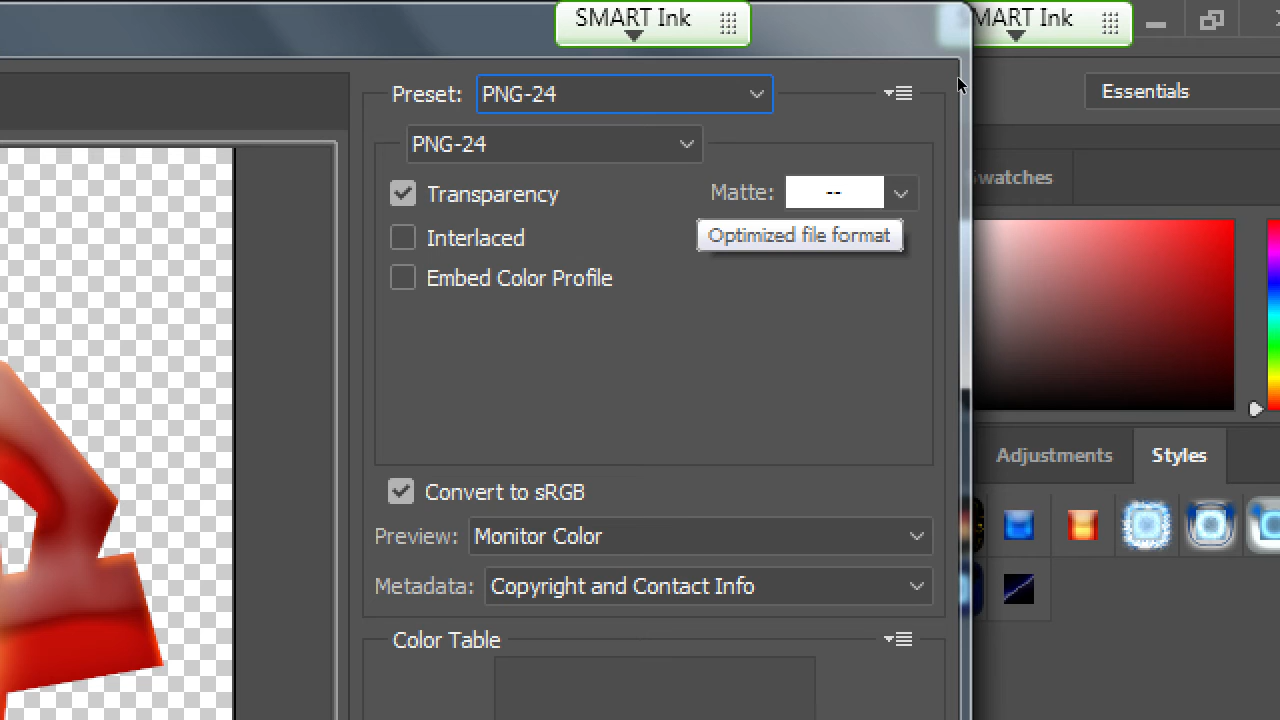 SMART Ink
SMART Ink
Preset: PNG-24
Essentials
PNG-24
Swatches
Transparency
Matte: --
Interlaced
Optimized file format
Embed Color Profile
Adjustments
Styles
Convert to sRGB
Preview: Monitor Color
Metadata: Copyright and Contact Info
Color Table